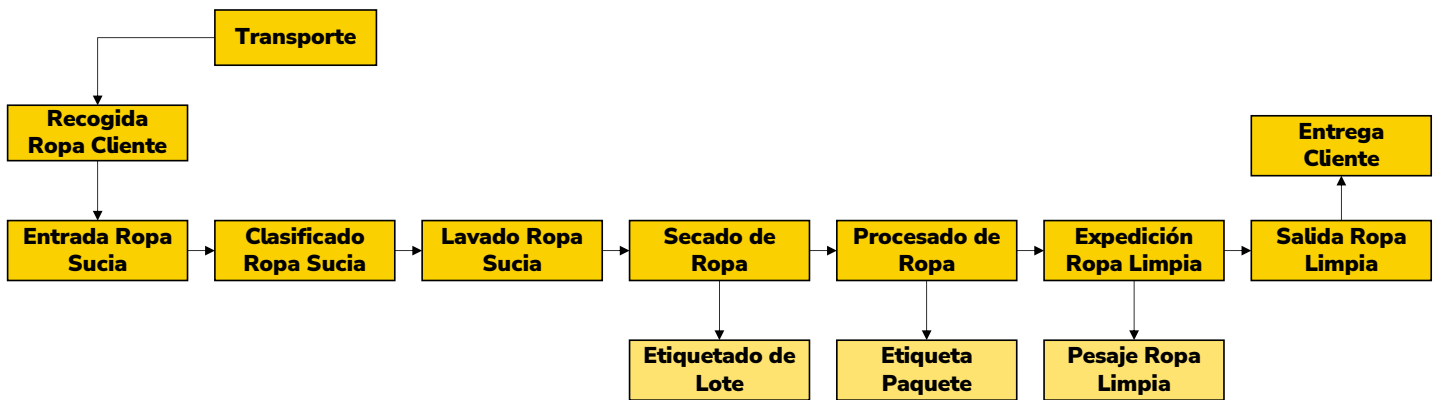 Transporte
Recogida
Ropa Cliente
Entrega
Cliente
Entrada Ropa
Sucia
Clasificado
Ropa Sucia
Lavado Ropa
Sucia
Secado de
Ropa
Procesado de
Ropa
Expedición
Ropa Limpia
Salida Ropa
Limpia
Etiquetado de
Lote
Etiqueta
Paquete
Pesaje Ropa
Limpia